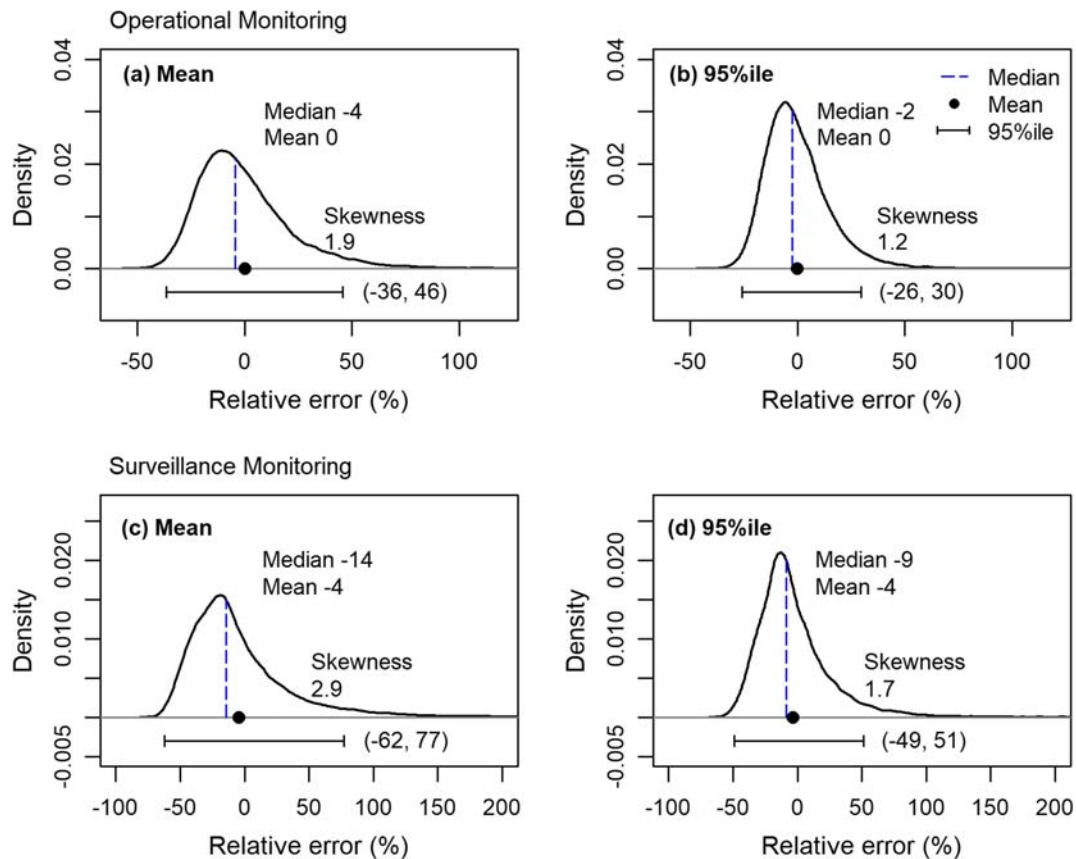 Operational Monitoring
(a) Mean
Median -4
Mean 0
Skewness
1.9
(-36, 46)
0.04
0.02
0.00
Density
-50 0 50 100
Relative error (%)
(b) 95%ile
Median
Mean
95%ile
Median -2
Mean 0
Skewness
1.2
(-26, 30)
0.04
0.02
0.00
Density
-50 0 50 100
Relative error (%)
Surveillance Monitoring
(c) Mean
Median -14
Mean -4
Skewness
2.9
(-62, 77)
0.020
0.010
0.000
-0.005
Density
-100 -50 0 50 100 150 200
Relative error (%)
(d) 95%ile
Median -9
Mean -4
Skewness
1.7
(-49, 51)
0.020
0.010
0.000
-0.005
Density
-100 -50 0 50 100 150 200
Relative error (%)